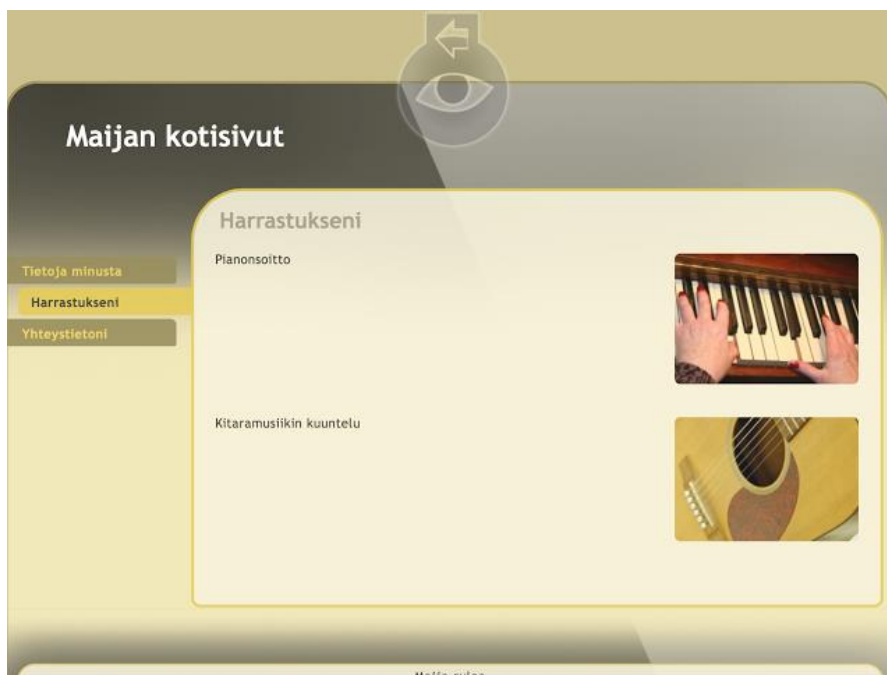 Maijan kotisivut
Harrastukseni
Tietoja minusta
Harrastukseni
Yhteystietoni
Pianonsoitto
Kitaramusiikin kuuntelu